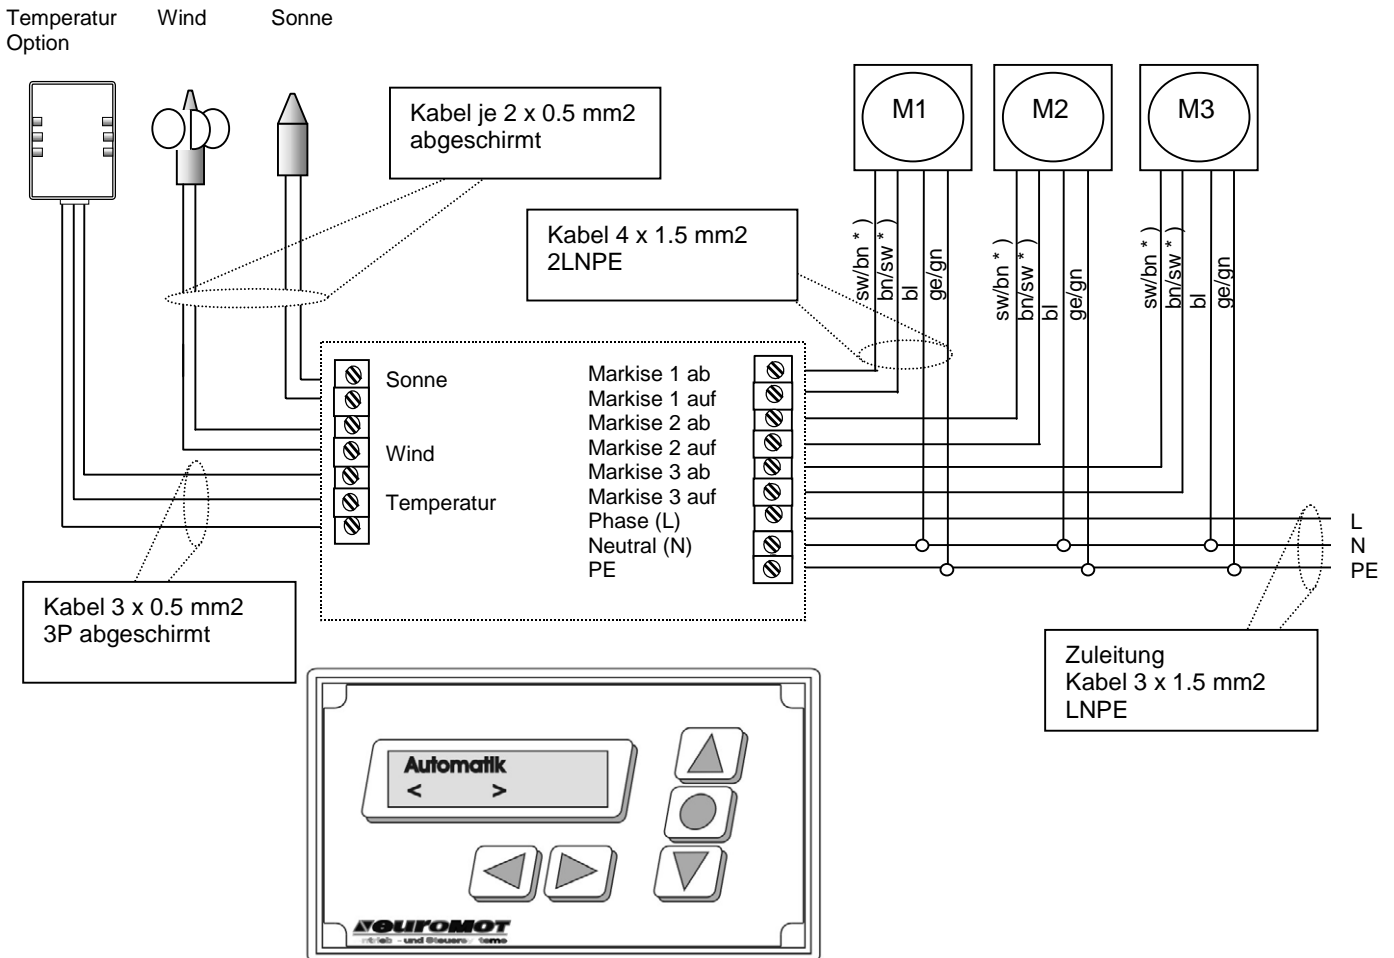 Temperatur Wind Sonne
Option
Kabel je 2 x 0.5 mm2
abgeschirmt
M1 M2 M3
Kabel 4 x 1.5 mm2
2LNPE
sw/bn * )
bn/sw * )
bl
ge/gn
sw/bn * )
bn/sw * )
bl
ge/gn
sw/bn * )
bn/sw * )
bl
ge/gn
Sonne
Wind
Temperatur
Markise 1 ab
Markise 1 auf
Markise 2 ab
Markise 2 auf
Markise 3 ab
Markise 3 auf
Phase (L)
Neutral (N)
PE
L
N
PE
Kabel 3 x 0.5 mm2
3P abgeschirmt
Zuleitung
Kabel 3 x 1.5 mm2
LNPE
Automatik
< >
euromot
und